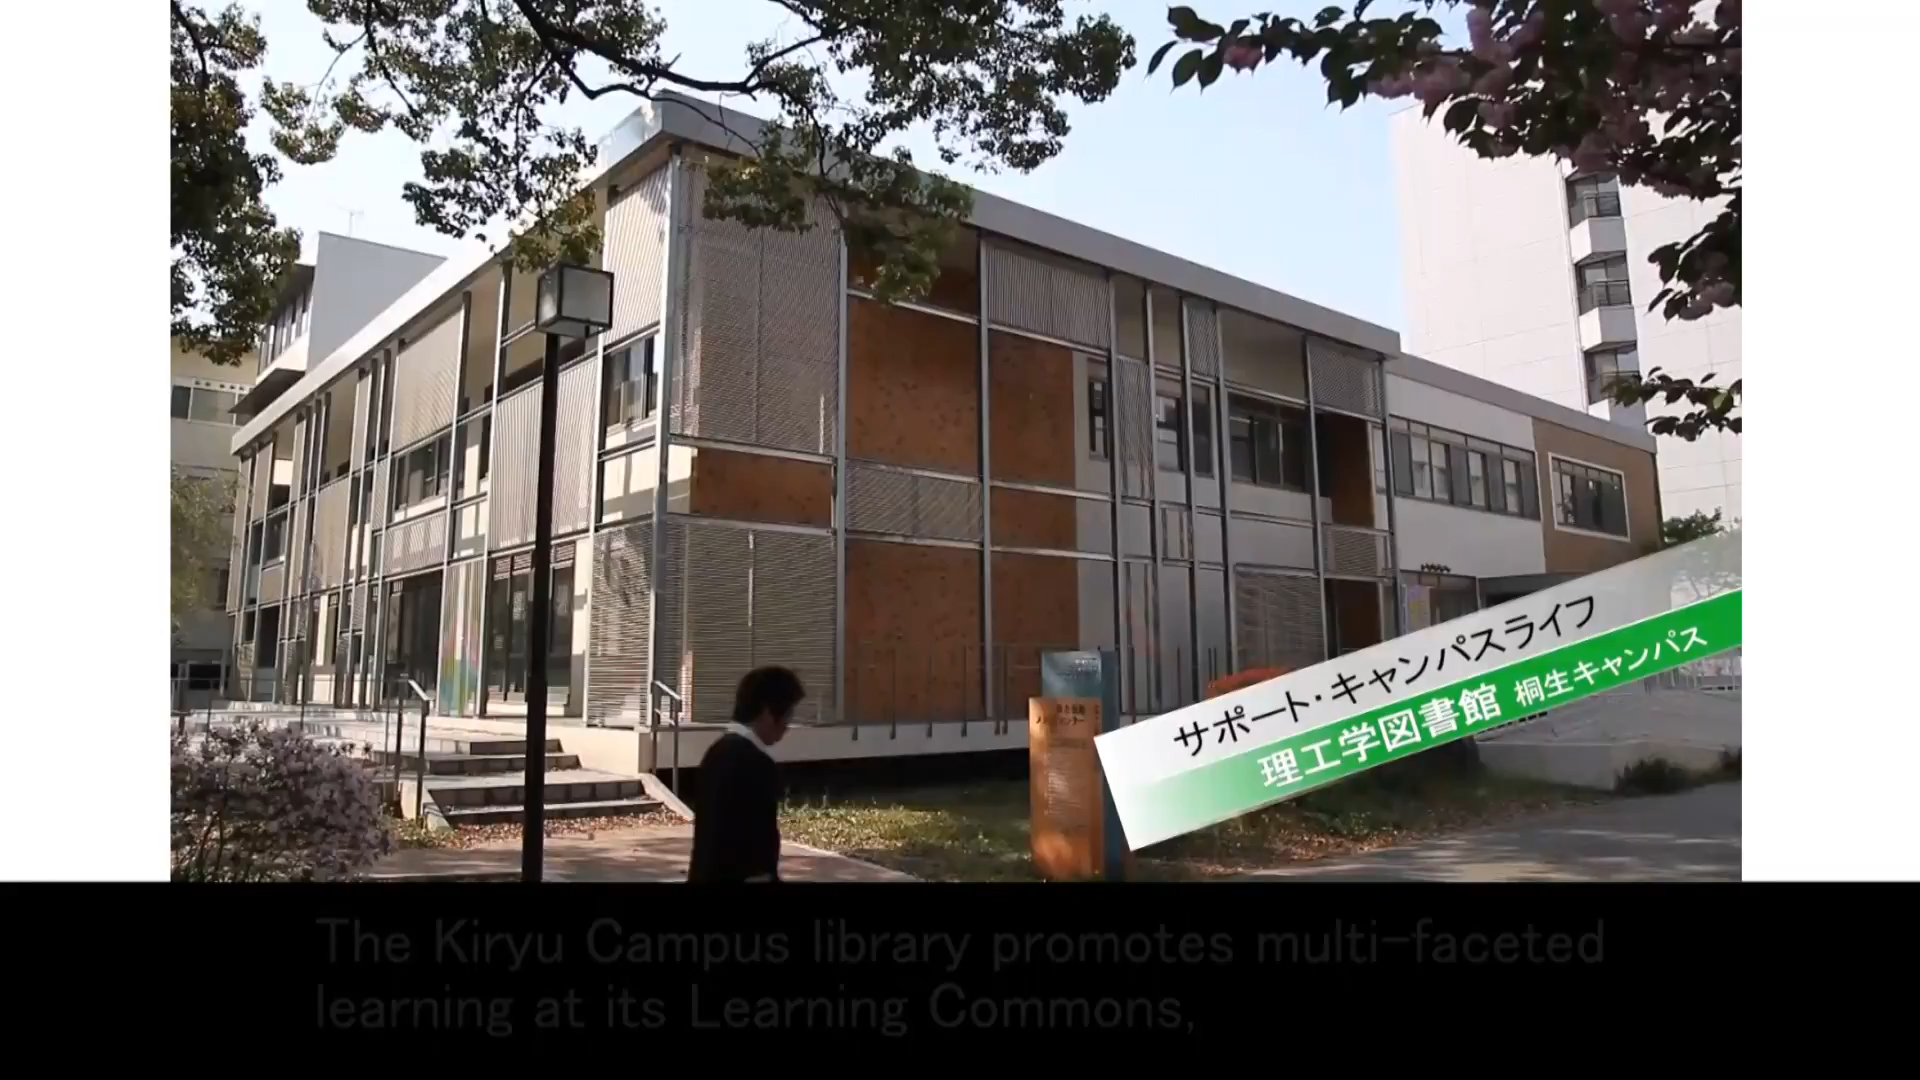 サポート・キャンパスライフ
理工学図書館 桐生キャンパス
The Kiryu Campus library promotes multi-faceted
learning at its Learning Commons,